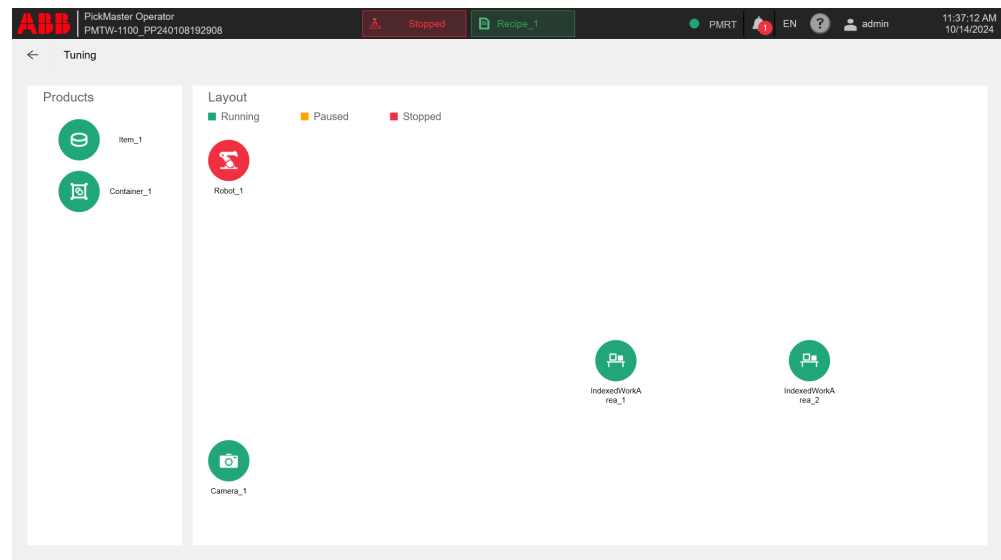 ABB
PickMaster Operator
PMTW-1100_PP240108192908
Stopped
Recipe_1
PMRT
1
EN
?
admin
11:37:12 AM
10/14/2024
Tuning
Products
Item_1
Container_1
Layout
Running
Paused
Stopped
Robot_1
IndexedWorkA
rea_1
IndexedWorkA
rea_2
Camera_1